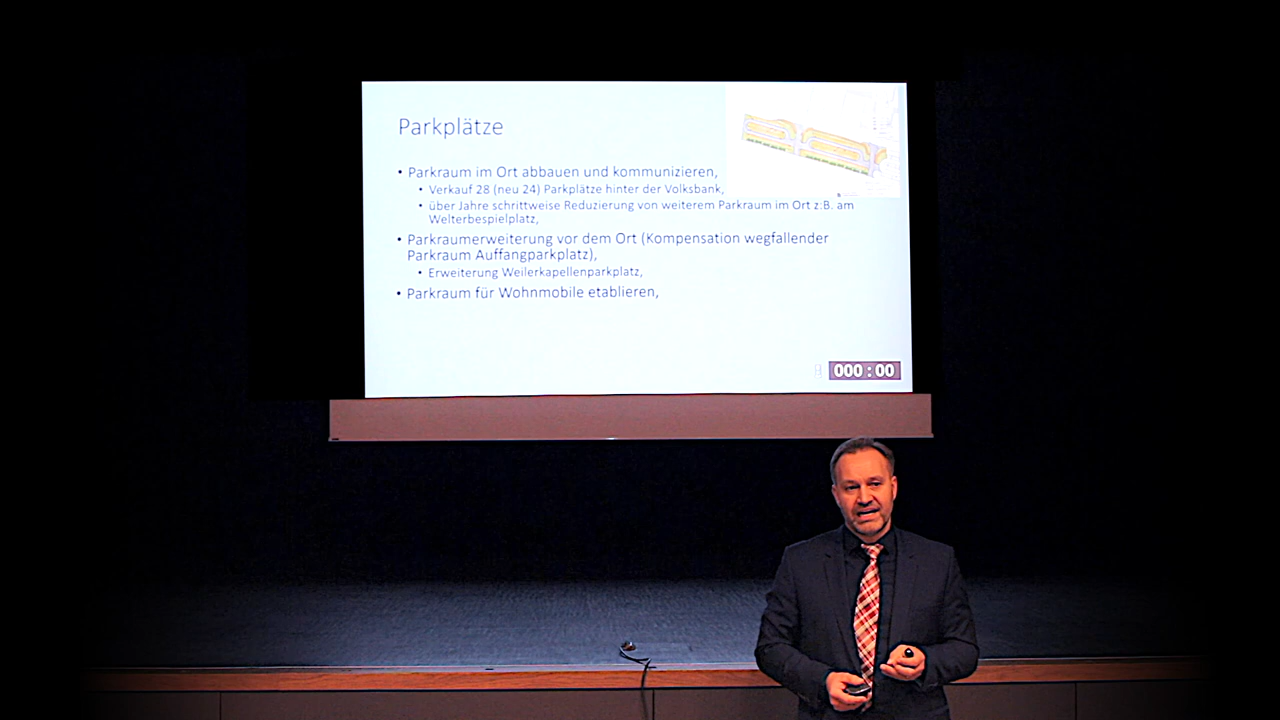 Parkplätze
• Parkraum im Ort abbauen und kommunizieren,
• Verkauf 28 (neu 24) Parkplätze hinter der Volksbank,
• über Jahre schrittweise Reduzierung von weiterem Parkraum im Ort z:B. am
Welterbespielplatz,
• Parkraumerweiterung vor dem Ort (Kompensation wegfallender
Parkraum Auffangparkplatz),
• Erweiterung Weilerkapellenparkplatz,
• Parkraum für Wohnmobile etablieren,
000 : 00